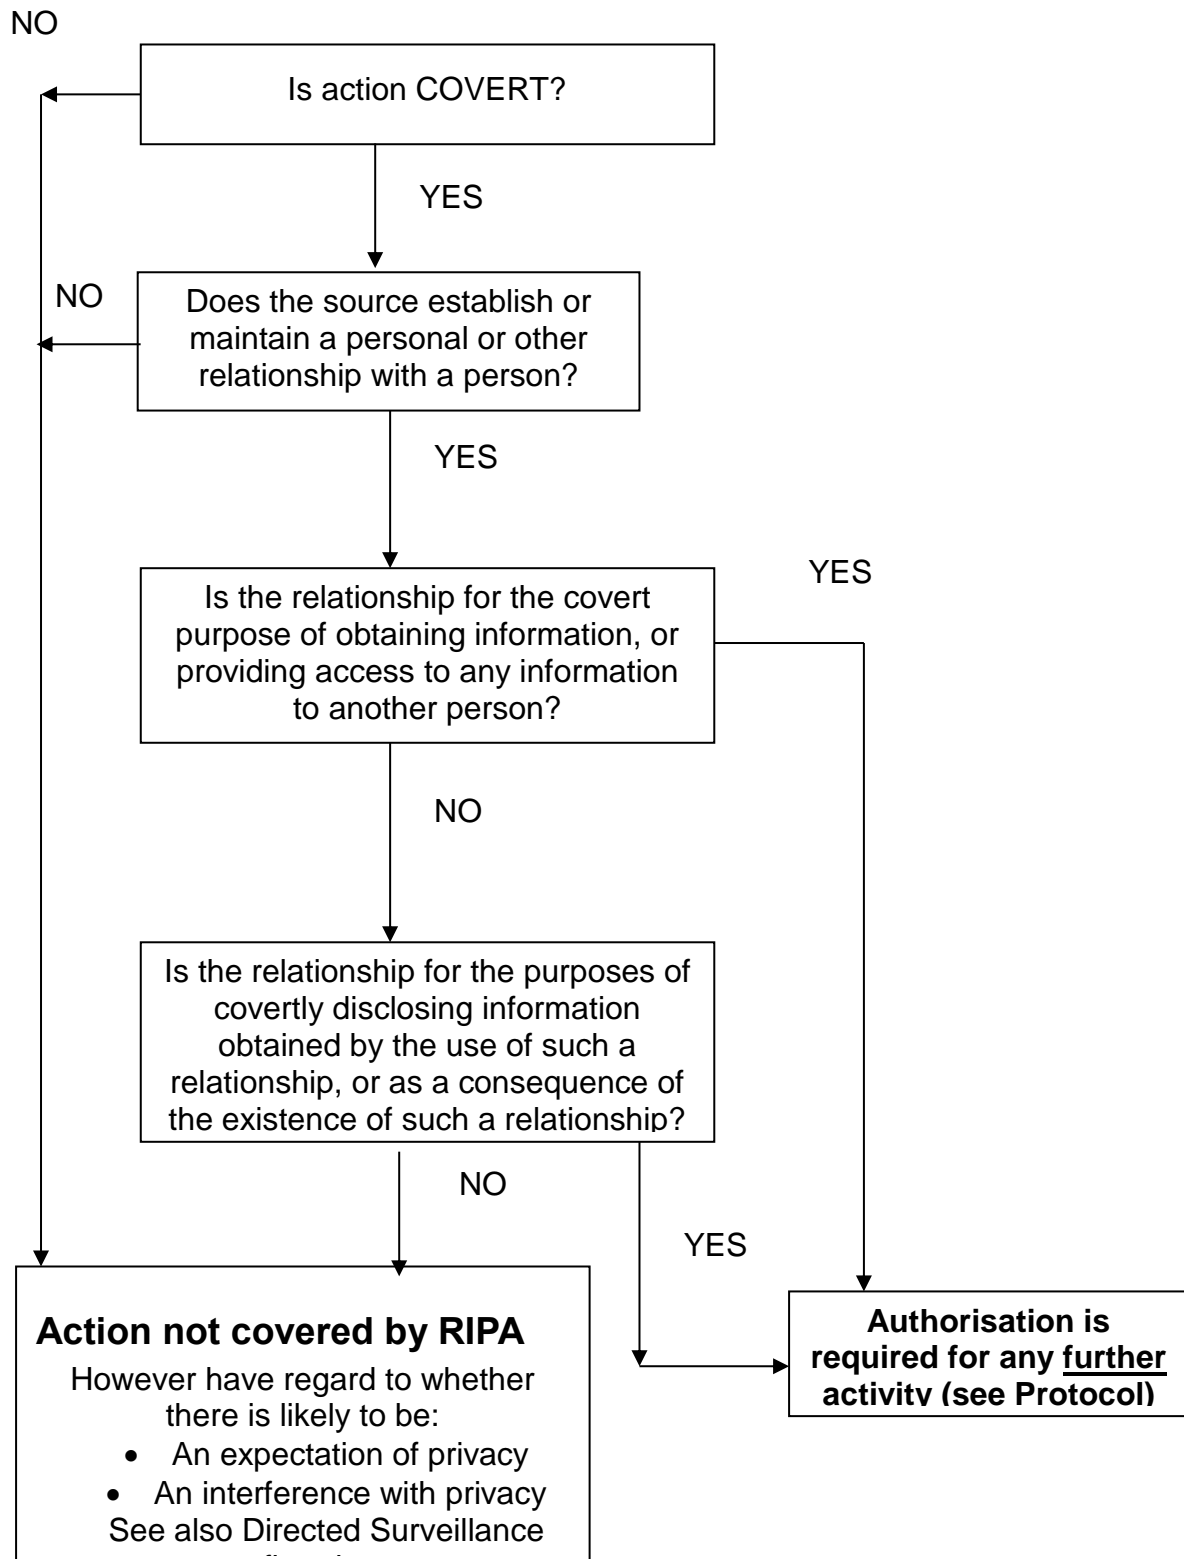 NO
Is action COVERT?
YES
NO
Does the source establish or
maintain a personal or other
relationship with a person?
YES
YES
Is the relationship for the covert
purpose of obtaining information, or
providing access to any information
to another person?
NO
Is the relationship for the purposes of
covertly disclosing information
obtained by the use of such a
relationship, or as a consequence of
the existence of such a relationship?
NO
YES
Action not covered by RIPA
However have regard to whether
there is likely to be:
• An expectation of privacy
• An interference with privacy
See also Directed Surveillance
Authorisation is
required for any further
activity (see Protocol)